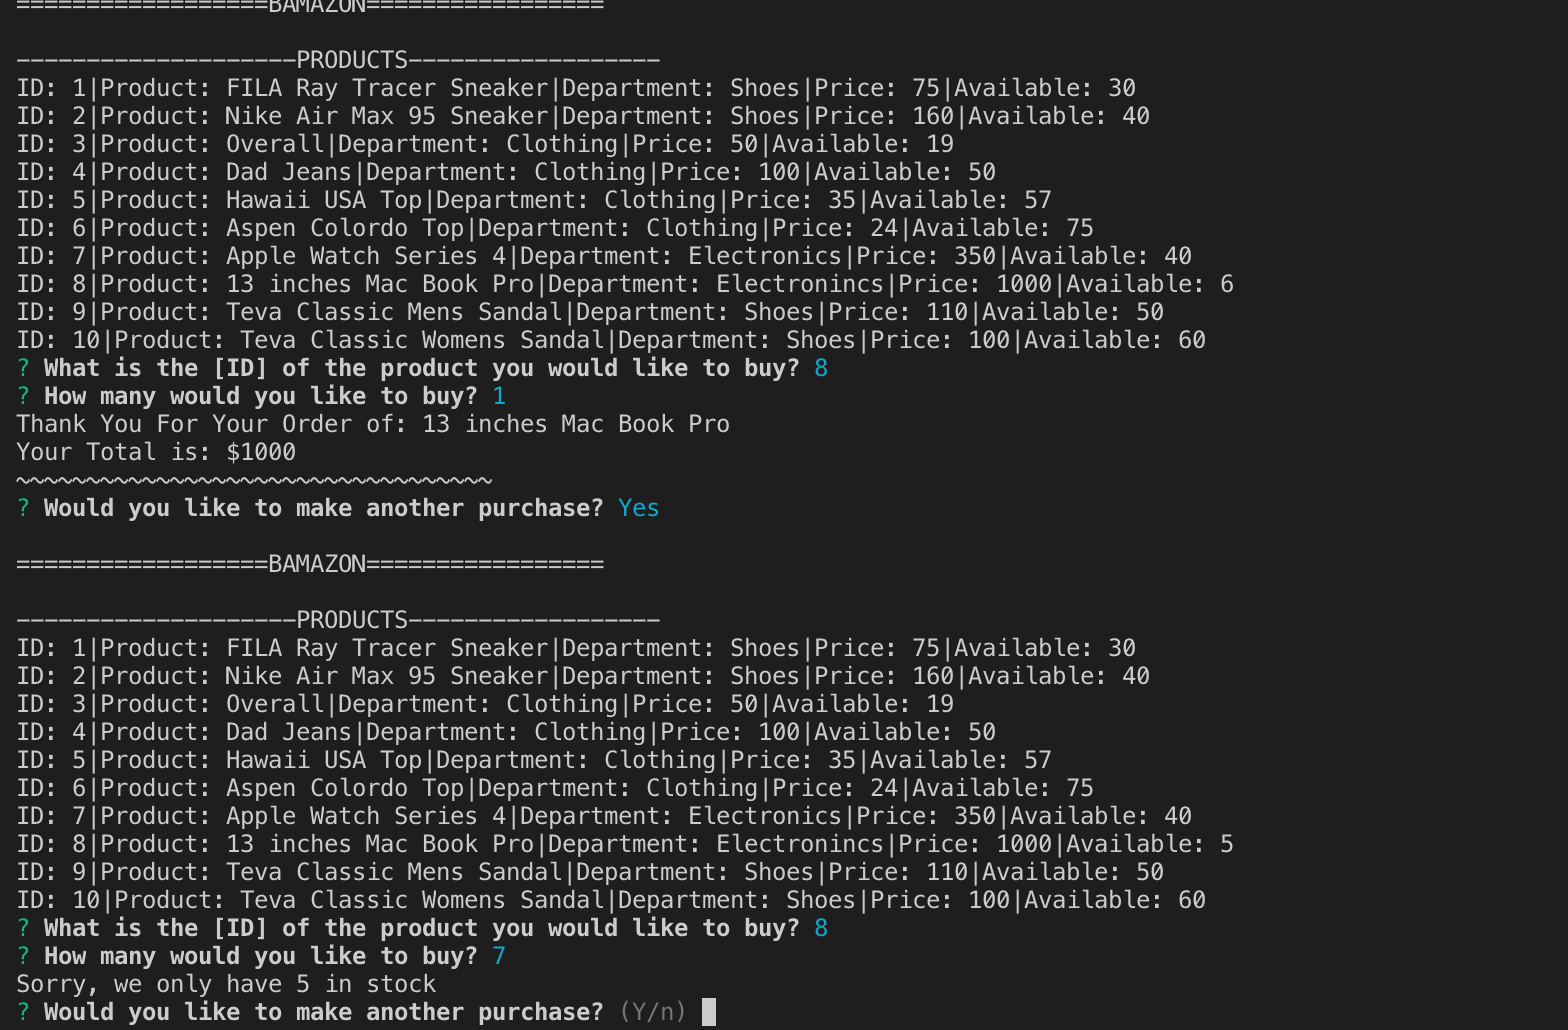 ==================BAMAZON=================
--------------------PRODUCTS------------------
ID: 1|Product: FILA Ray Tracer Sneaker|Department: Shoes|Price: 75|Available: 30
ID: 2|Product: Nike Air Max 95 Sneaker|Department: Shoes|Price: 160|Available: 40
ID: 3|Product: Overall|Department: Clothing|Price: 50|Available: 19
ID: 4|Product: Dad Jeans|Department: Clothing|Price: 100|Available: 50
ID: 5|Product: Hawaii USA Top|Department: Clothing|Price: 35|Available: 57
ID: 6|Product: Aspen Colordo Top|Department: Clothing|Price: 24|Available: 75
ID: 7|Product: Apple Watch Series 4|Department: Electronics|Price: 350|Available: 40
ID: 8|Product: 13 inches Mac Book Pro|Department: Electronincs|Price: 1000|Available: 6
ID: 9|Product: Teva Classic Mens Sandal|Department: Shoes|Price: 110|Available: 50
ID: 10|Product: Teva Classic Womens Sandal|Department: Shoes|Price: 100|Available: 60
? What is the [ID] of the product you would like to buy? 8
? How many would you like to buy? 1
Thank You For Your Order of: 13 inches Mac Book Pro
Your Total is: $1000
~~~~~~~~~~~~~~~~~~~~~~~~~~~~~~~~~~
? Would you like to make another purchase? Yes
==================BAMAZON=================
--------------------PRODUCTS------------------
ID: 1|Product: FILA Ray Tracer Sneaker|Department: Shoes|Price: 75|Available: 30
ID: 2|Product: Nike Air Max 95 Sneaker|Department: Shoes|Price: 160|Available: 40
ID: 3|Product: Overall|Department: Clothing|Price: 50|Available: 19
ID: 4|Product: Dad Jeans|Department: Clothing|Price: 100|Available: 50
ID: 5|Product: Hawaii USA Top|Department: Clothing|Price: 35|Available: 57
ID: 6|Product: Aspen Colordo Top|Department: Clothing|Price: 24|Available: 75
ID: 7|Product: Apple Watch Series 4|Department: Electronics|Price: 350|Available: 40
ID: 8|Product: 13 inches Mac Book Pro|Department: Electronincs|Price: 1000|Available: 5
ID: 9|Product: Teva Classic Mens Sandal|Department: Shoes|Price: 110|Available: 50
ID: 10|Product: Teva Classic Womens Sandal|Department: Shoes|Price: 100|Available: 60
? What is the [ID] of the product you would like to buy? 8
? How many would you like to buy? 7
Sorry, we only have 5 in stock
? Would you like to make another purchase? (Y/n)